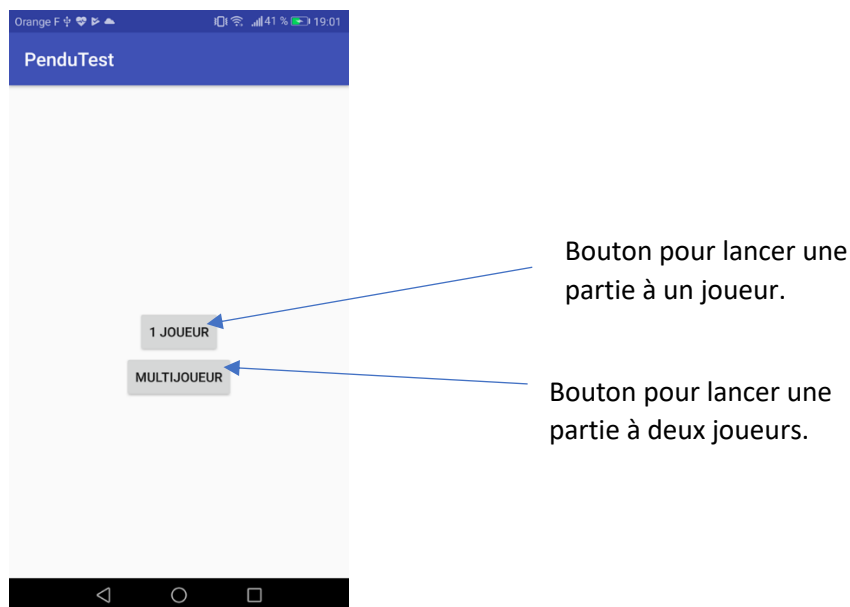 Orange F 41 % 19:01
PenduTest
Bouton pour lancer une
partie à un joueur.
1 JOUEUR
MULTIJOUEUR
Bouton pour lancer une
partie à deux joueurs.